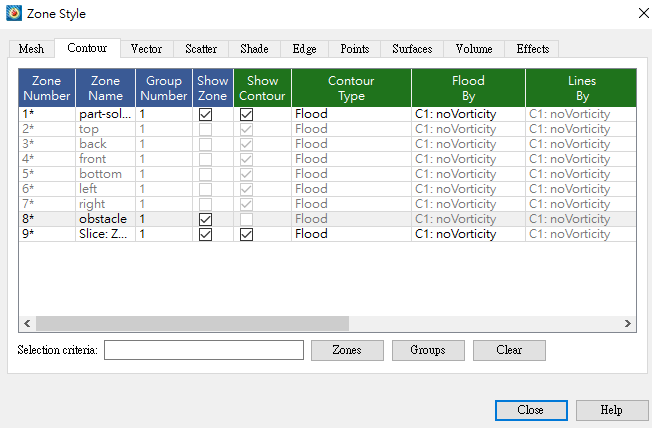 Zone Style
Mesh Contour Vector Scatter Shade Edge Points Surfaces Volume Effects
Zone Number Zone Name Group Number Show Zone Show Contour Contour Type Flood By Lines By
1* part-sol... 1 Flood C1: noVorticity C1: noVorticity
2* top 1 Flood C1: noVorticity C1: noVorticity
3* back 1 Flood C1: noVorticity C1: noVorticity
4* front 1 Flood C1: noVorticity C1: noVorticity
5* bottom 1 Flood C1: noVorticity C1: noVorticity
6* left 1 Flood C1: noVorticity C1: noVorticity
7* right 1 Flood C1: noVorticity C1: noVorticity
8* obstacle 1 Flood C1: noVorticity C1: noVorticity
9* Slice: Z... 1 Flood C1: noVorticity C1: noVorticity
Selection criteria: Zones Groups Clear
Close Help